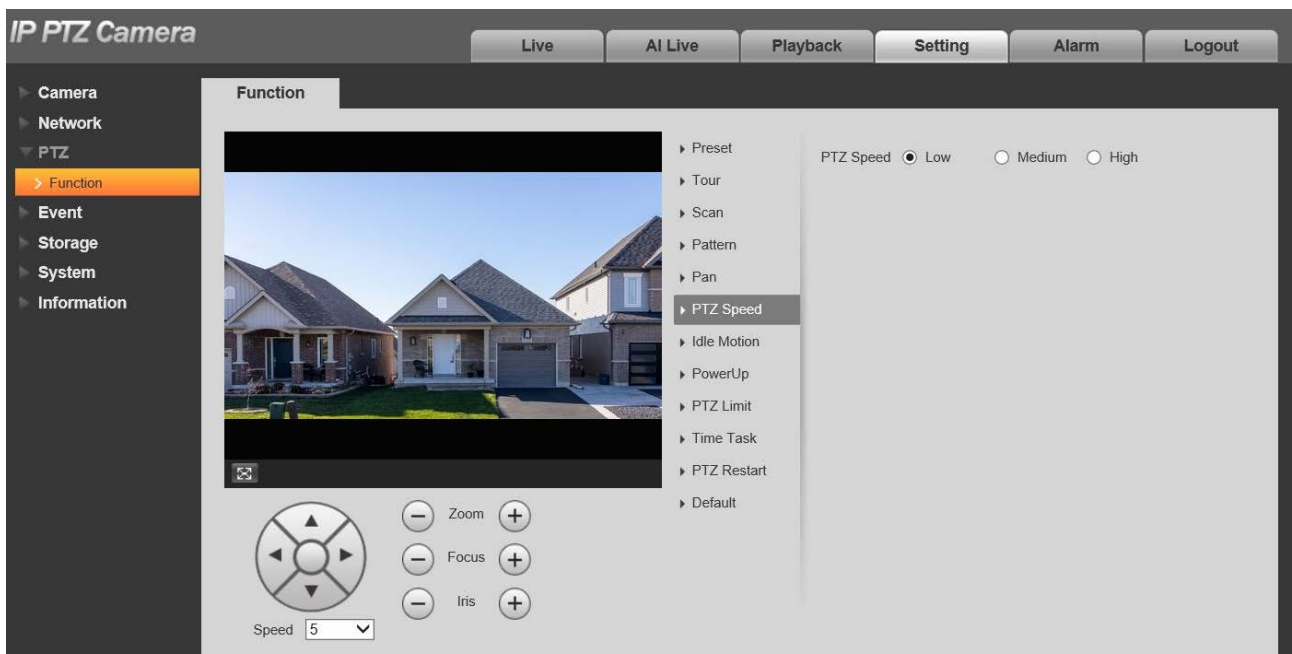 IP PTZ Camera
Live
AI Live
Playback
Setting
Alarm
Logout
Camera
Network
PTZ
Function
Event
Storage
System
Information
Function
Preset
Tour
Scan
Pattern
Pan
PTZ Speed
Idle Motion
PowerUp
PTZ Limit
Time Task
PTZ Restart
Default
PTZ Speed Low Medium High
Zoom
Focus
Iris
Speed 5